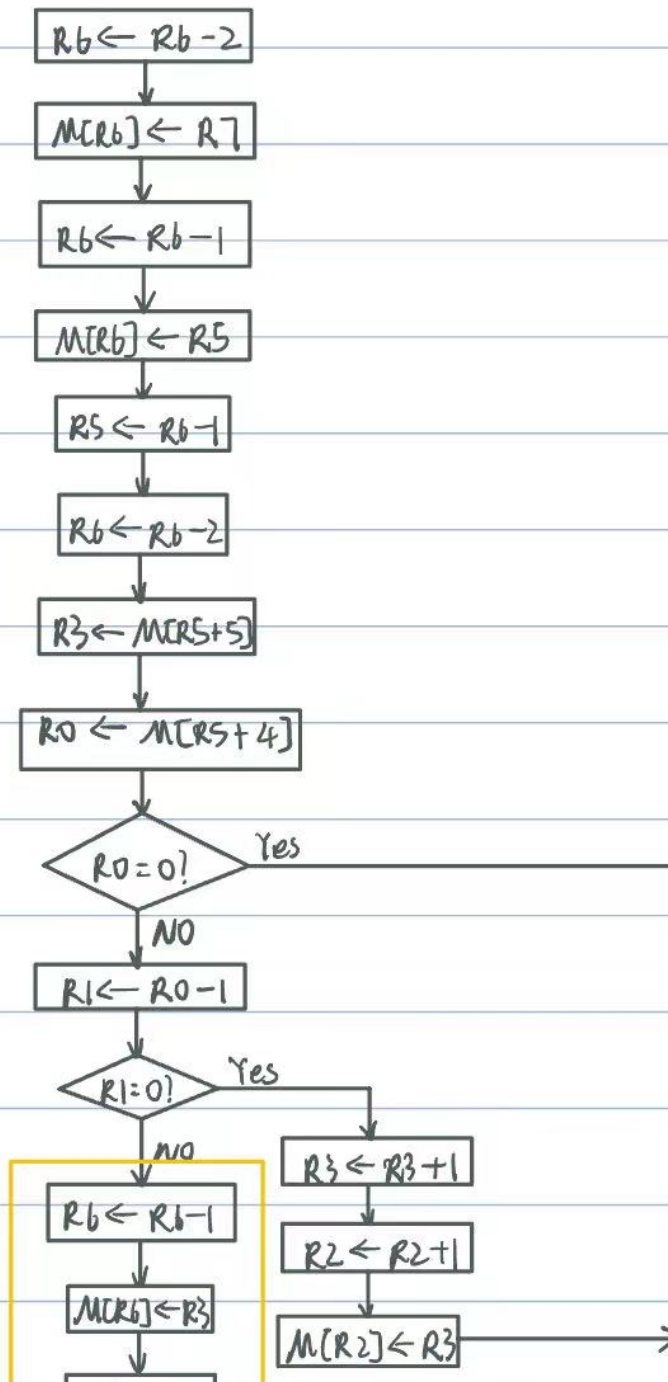 R6 ← R6-2
M[R6] ← R7
R6 ← R6-1
M[R6] ← R5
R5 ← R6-1
R6 ← R6-2
R3 ← M[R5+5]
R0 ← M[R5+4]
R0=0?
Yes
NO
R1 ← R0-1
R1=0?
Yes
NO
R3 ← R3+1
R6 ← R6-1
R2 ← R2+1
M[R6] ← R3
M[R2] ← R3